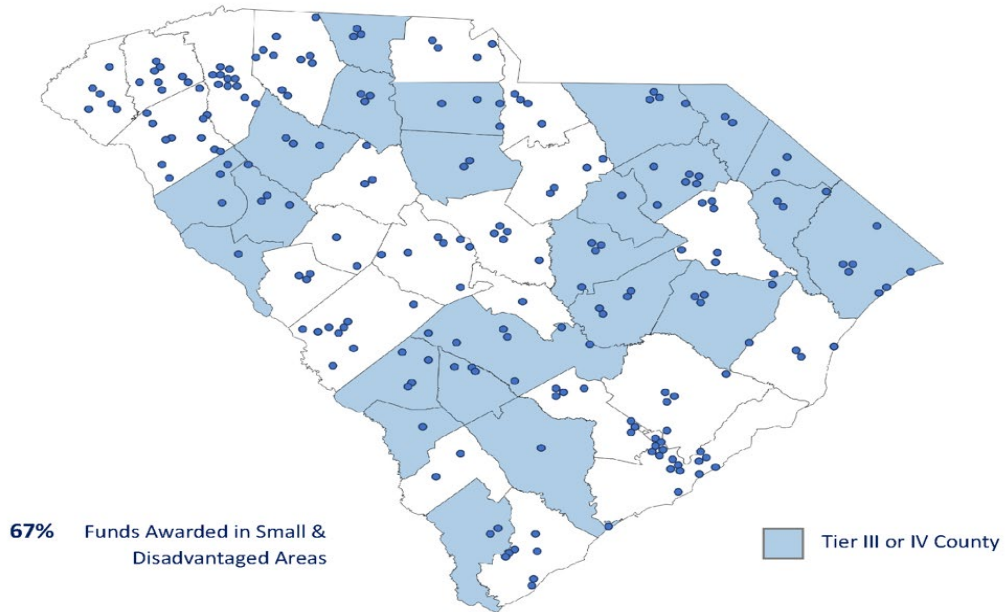 67% Funds Awarded in Small &
Disadvantaged Areas
Tier III or IV County